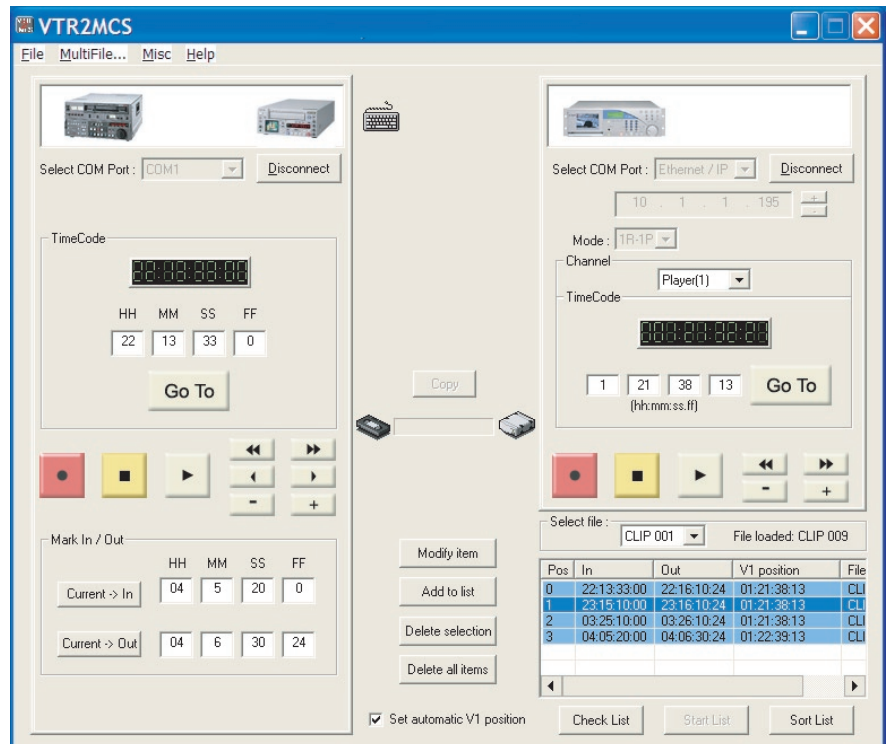 VTR2MCS
File MultiFile... Misc Help
Select COM Port : COM1 Disconnect
TimeCode
HH MM SS FF
22 13 33 0
Go To
Mark In / Out
HH MM SS FF
Current -> In 04 5 20 0
Current -> Out 04 6 30 24
Copy
Modify item
Add to list
Delete selection
Delete all items
Set automatic V1 position
Select COM Port : Ethernet / IP Disconnect
10 . 1 . 1 . 195 + -
Mode : 1R-1P
Channel
Player(1)
TimeCode
1 21 38 13 Go To
(hh:mm:ss.ff)
Select file : CLIP 001 File loaded: CLIP 009
Pos In Out V1 position File
0 22:13:33:00 22:16:10:24 01:21:38:13 CLI
1 23:15:10:00 23:16:10:24 01:21:38:13 CLI
2 03:25:10:00 03:26:10:24 01:21:38:13 CLI
3 04:05:20:00 04:06:30:24 01:22:39:13 CLI
Check List Start List Sort List